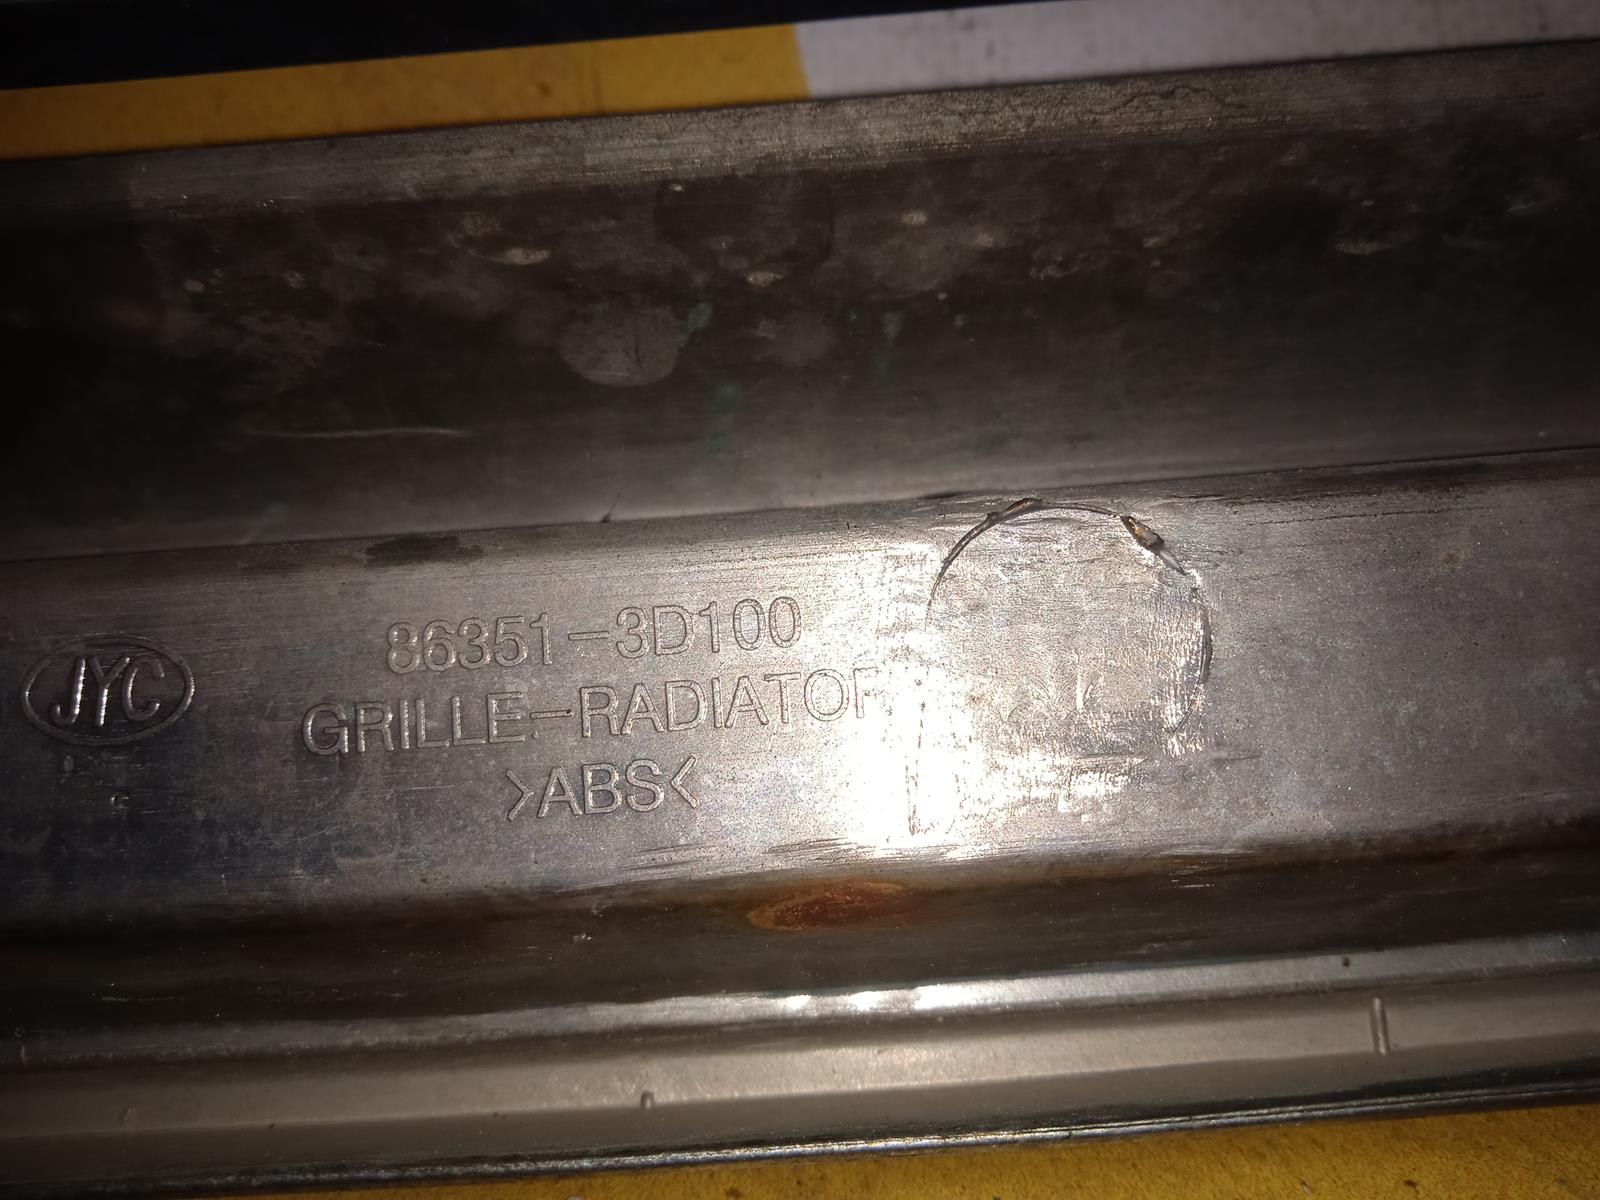 JYC
86351-3D100
GRILLE-RADIATOR
>ABS<